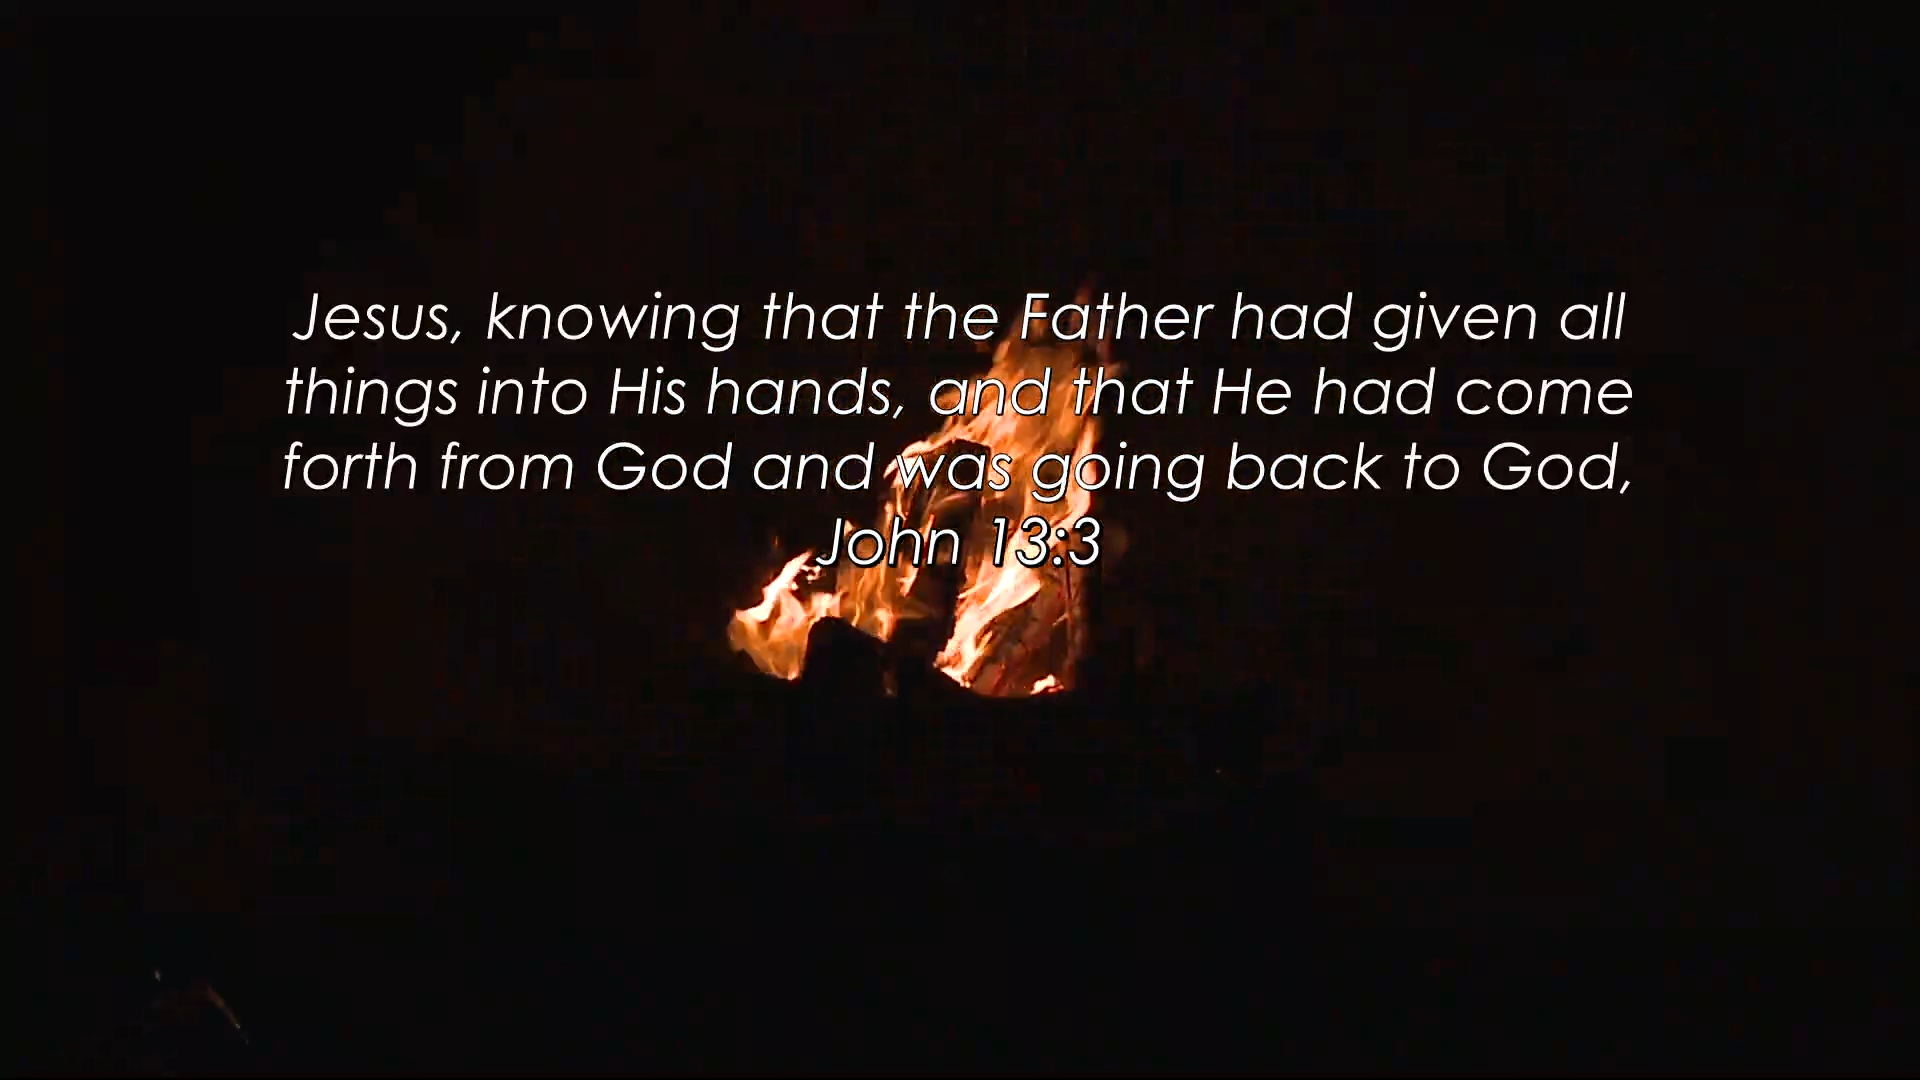 Jesus, knowing that the Father had given all
things into His hands, and that He had come
forth from God and was going back to God,
John 13:3